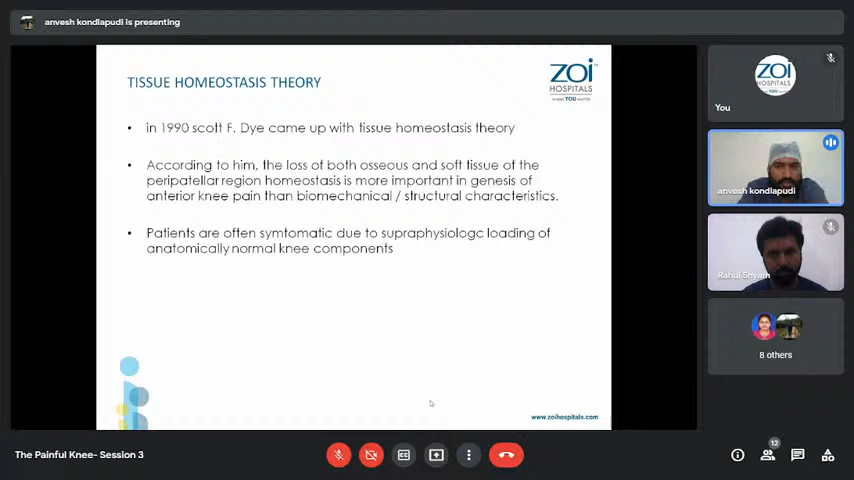 anvesh kondlapudi is presenting
TISSUE HOMEOSTASIS THEORY
ZOI
HOSPITALS
WHERE YOU MATTER
• in 1990 scott F. Dye came up with tissue homeostasis theory
• According to him, the loss of both osseous and soft tissue of the
peripatellar region homeostasis is more important in genesis of
anterior knee pain than biomechanical / structural characteristics.
• Patients are often symtomatic due to supraphysiologc loading of
anatomically normal knee components
www.zoihospitals.com
ZOI
HOSPITALS
You
anvesh kondlapudi
Rahul Shyam
8 others
The Painful Knee- Session 3
12